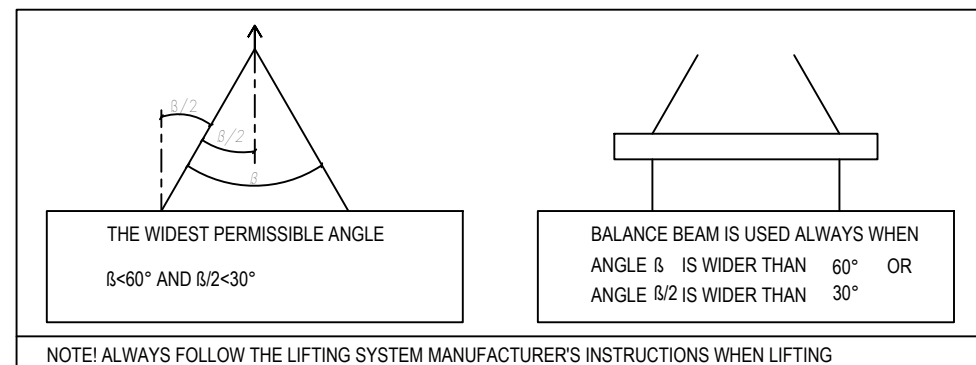 ß/2
ß/2
ß
THE WIDEST PERMISSIBLE ANGLE
ß<60° AND ß/2<30°
BALANCE BEAM IS USED ALWAYS WHEN
ANGLE ß IS WIDER THAN 60° OR
ANGLE ß/2 IS WIDER THAN 30°
NOTE! ALWAYS FOLLOW THE LIFTING SYSTEM MANUFACTURER'S INSTRUCTIONS WHEN LIFTING